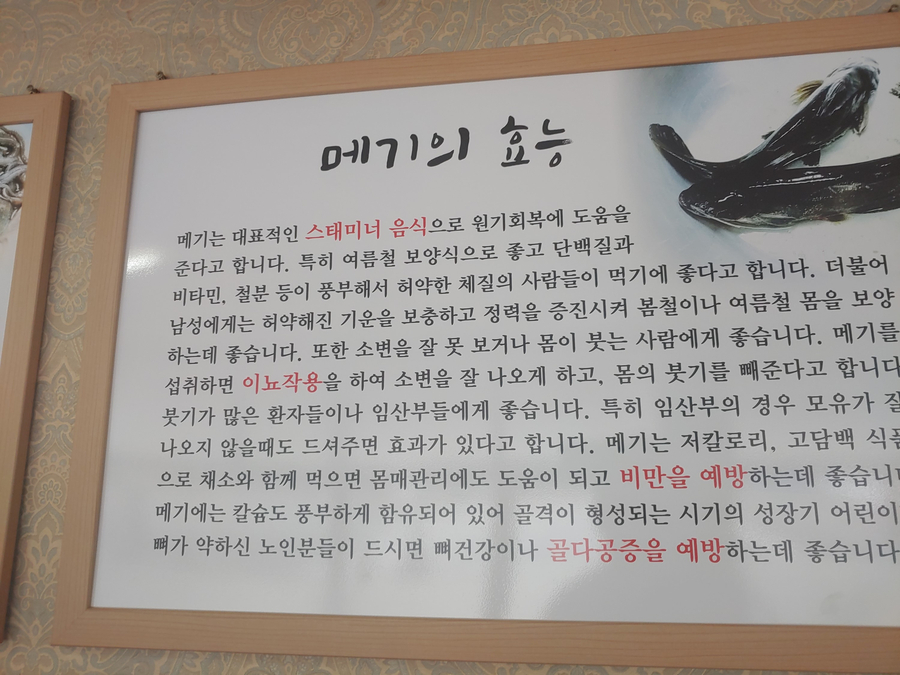 메기의 효능
메기는 대표적인 스태미너 음식으로 원기회복에 도움을
준다고 합니다. 특히 여름철 보양식으로 좋고 단백질과
비타민, 철분 등이 풍부해서 허약한 체질의 사람들이 먹기에 좋다고 합니다. 더불어
남성에게는 허약해진 기운을 보충하고 정력을 증진시켜 봄철이나 여름철 몸을 보양
하는데 좋습니다. 또한 소변을 잘 못 보거나 몸이 붓는 사람에게 좋습니다. 메기를
섭취하면 이뇨작용을 하여 소변을 잘 나오게 하고, 몸의 붓기를 빼준다고 합니다
붓기가 많은 환자들이나 임산부들에게 좋습니다. 특히 임산부의 경우 모유가 잘
나오지 않을때도 드셔주면 효과가 있다고 합니다. 메기는 저칼로리, 고담백 식품
으로 채소와 함께 먹으면 몸매관리에도 도움이 되고 비만을 예방하는데 좋습니
메기에는 칼슘도 풍부하게 함유되어 있어 골격이 형성되는 시기의 성장기 어린이
뼈가 약하신 노인분들이 드시면 뼈건강이나 골다공증을 예방하는데 좋습니다